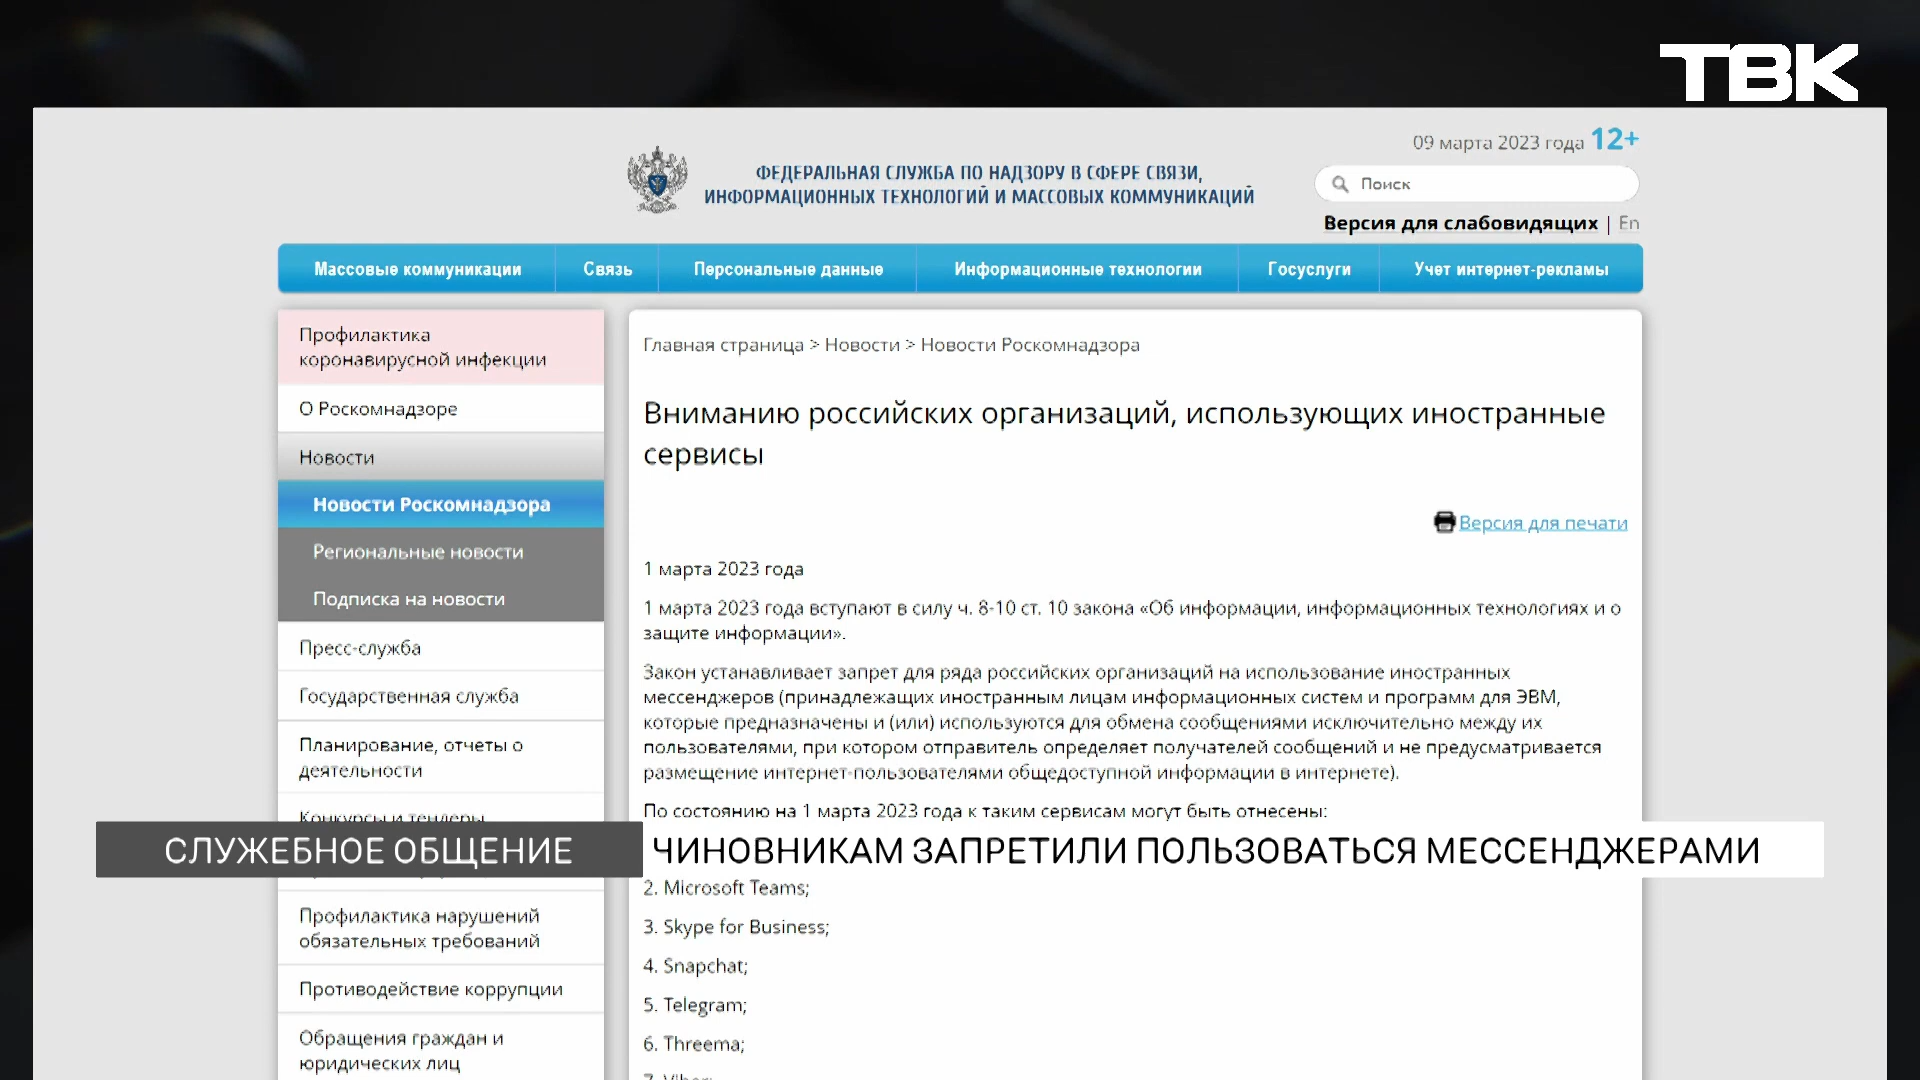 ТВК
09 марта 2023 года 12+
ФЕДЕРАЛЬНАЯ СЛУЖБА ПО НАДЗОРУ В СФЕРЕ СВЯЗИ,
ИНФОРМАЦИОННЫХ ТЕХНОЛОГИЙ И МАССОВЫХ КОММУНИКАЦИЙ
Поиск
Версия для слабовидящих | En
Массовые коммуникации Связь Персональные данные Информационные технологии Госуслуги Учет интернет-рекламы
Профилактика
коронавирусной инфекции
О Роскомнадзоре
Новости
Новости Роскомнадзора
Региональные новости
Подписка на новости
Пресс-служба
Государственная служба
Планирование, отчеты о
деятельности
Конкурсы и тендеры
Профилактика нарушений
обязательных требований
Противодействие коррупции
Обращения граждан и
юридических лиц
Главная страница > Новости > Новости Роскомнадзора
Вниманию российских организаций, использующих иностранные
сервисы
Версия для печати
1 марта 2023 года
1 марта 2023 года вступают в силу ч. 8-10 ст. 10 закона «Об информации, информационных технологиях и о
защите информации».
Закон устанавливает запрет для ряда российских организаций на использование иностранных
мессенджеров (принадлежащих иностранным лицам информационных систем и программ для ЭВМ,
которые предназначены и (или) используются для обмена сообщениями исключительно между их
пользователями, при котором отправитель определяет получателей сообщений и не предусматривается
размещение интернет-пользователями общедоступной информации в интернете).
По состоянию на 1 марта 2023 года к таким сервисам могут быть отнесены:
СЛУЖЕБНОЕ ОБЩЕНИЕ ЧИНОВНИКАМ ЗАПРЕТИЛИ ПОЛЬЗОВАТЬСЯ МЕССЕНДЖЕРАМИ
2. Microsoft Teams;
3. Skype for Business;
4. Snapchat;
5. Telegram;
6. Threema;
7. Viber;